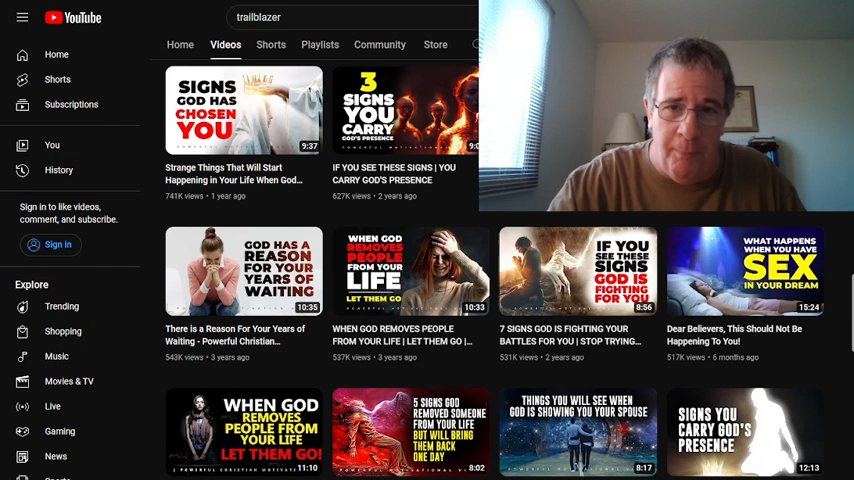 YouTube
trailblazer
Home
Videos
Shorts
Playlists
Community
Store
Home
Shorts
Subscriptions
You
History
Sign in to like videos,
comment, and subscribe.
Sign in
Explore
Trending
Shopping
Music
Movies & TV
Live
Gaming
News
SIGNS
GOD HAS
CHOSEN
YOU
9:37
Strange Things That Will Start
Happening in Your Life When God...
741K views • 1 year ago
3
SIGNS
YOU
CARRY
GOD'S PRESENCE
IF YOU SEE THESE SIGNS | YOU
CARRY GOD'S PRESENCE
627K views • 2 years ago
GOD HAS A
REASON
FOR YOUR
YEARS OF
WAITING
10:35
There is a Reason For Your Years of
Waiting - Powerful Christian...
543K views • 3 years ago
WHEN GOD
REMOVES
PEOPLE
FROM YOUR
LIFE
LET THEM GO
10:33
WHEN GOD REMOVES PEOPLE
FROM YOUR LIFE | LET THEM GO |...
537K views • 3 years ago
IF YOU
SEE THESE
SIGNS
GOD IS
FIGHTING
FOR YOU
8:56
7 SIGNS GOD IS FIGHTING YOUR
BATTLES FOR YOU | STOP TRYING...
531K views • 2 years ago
WHAT HAPPENS
WHEN YOU HAVE
SEX
IN YOUR DREAM
15:24
Dear Believers, This Should Not Be
Happening To You!
517K views • 6 months ago
WHEN GOD
REMOVES
PEOPLE FROM
YOUR LIFE
LET THEM GO!
11:10
5 SIGNS GOD
REMOVED SOMEONE
FROM YOUR LIFE
BUT WILL BRING
THEM BACK
ONE DAY
8:02
THINGS YOU WILL SEE WHEN
GOD IS SHOWING YOU YOUR SPOUSE
8:17
SIGNS YOU
CARRY GOD'S
PRESENCE
12:13